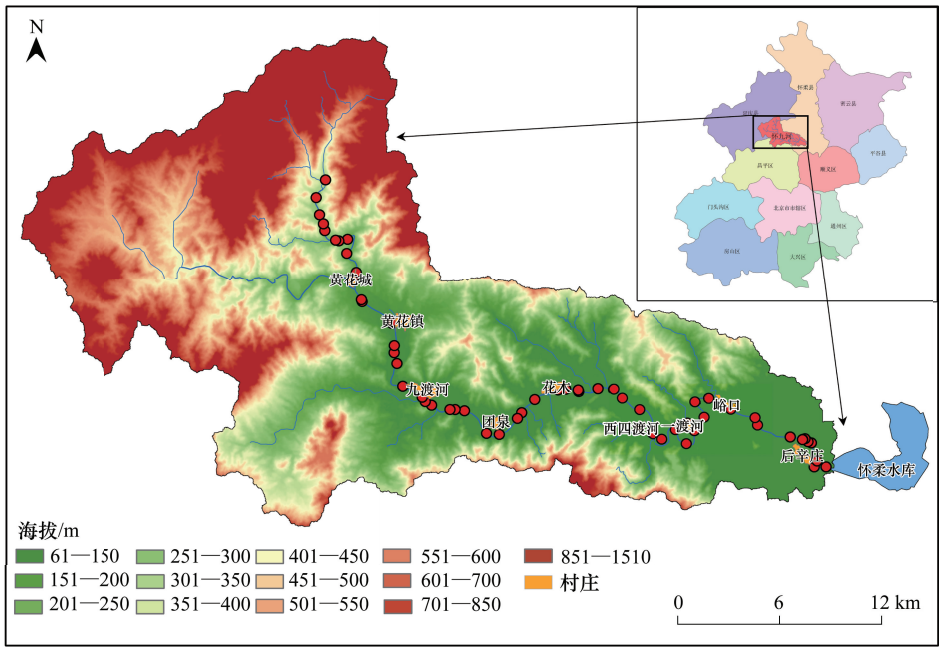 N
怀柔县
密云县
延庆县
怀九河
平谷县
昌平区
顺义区
门头沟区
北京市市辖区
通州区
房山区
大兴区
黄花城
黄花镇
九渡河
花木
团泉
西四渡河
一渡河
峪口
后辛庄
怀柔水库
海拔/m
61—150
251—300
401—450
551—600
851—1510
151—200
301—350
451—500
601—700
村庄
201—250
351—400
501—550
701—850
0 6 12 km